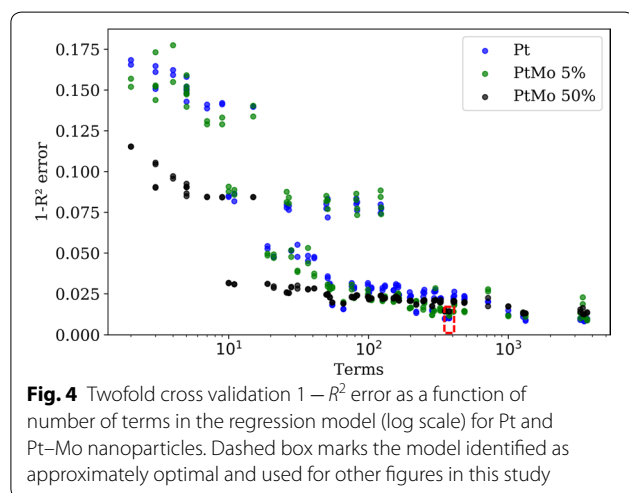 0.175
0.150
0.125
0.100
0.075
0.050
0.025
0.000
1-R² error
Pt
PtMo 5%
PtMo 50%
10¹
10²
10³
Terms
Fig. 4 Twofold cross validation 1 − R² error as a function of
number of terms in the regression model (log scale) for Pt and
Pt–Mo nanoparticles. Dashed box marks the model identified as
approximately optimal and used for other figures in this study